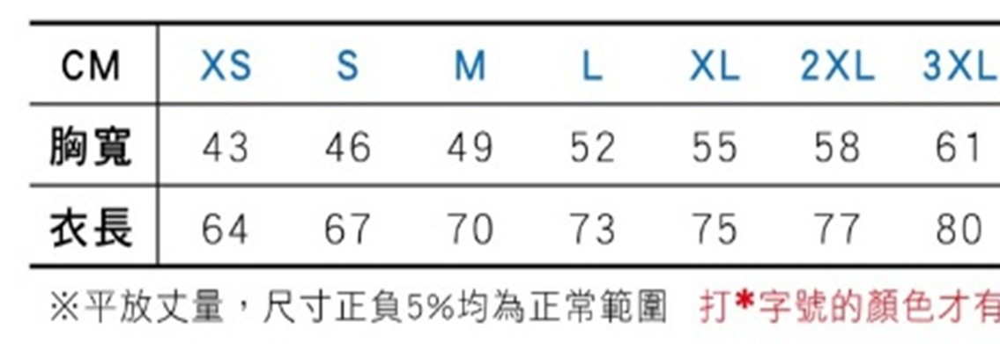 CM XS S M L XL 2XL 3XL
胸寬 43 46 49 52 55 58 61
衣長 64 67 70 73 75 77 80
※平放丈量，尺寸正負5%均為正常範圍 打*字號的顏色才有